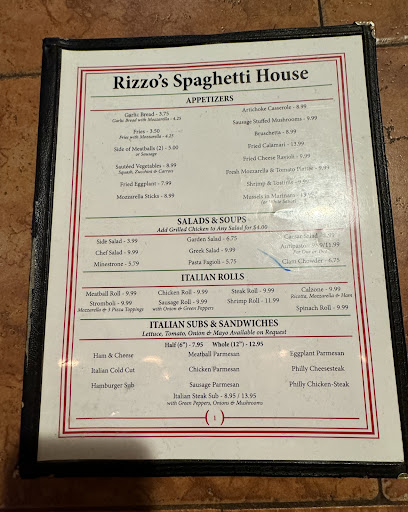 Rizzo's Spaghetti House
APPETIZERS
Garlic Bread - 3.75
Garlic Bread with Mozzarella - 4.25
Fries - 3.50
Fries with Mozzarella - 4.25
Side of Meatballs (2) - 3.00
or Sausage
Sautéed Vegetables - 8.99
Squash, Zucchini & Carrots
Fried Eggplant - 7.99
Mozzarella Sticks - 8.99
Artichoke Casserole - 8.99
Sausage Stuffed Mushrooms - 9.99
Bruschetta - 8.99
Fried Calamari - 13.99
Fried Cheese Ravioli - 9.99
Fresh Mozzarella & Tomato Platter - 9.99
Shrimp &
Mussels
SALADS & SOUPS
Add Grilled Chicken to Any Salad for $4.00
Side Salad - 3.99
Chef Salad - 9.99
Minestrone - 3.75
Garden Salad - 6.75
Greek Salad - 9.99
Pasta Fagioli - 5.75
Caesar Salad
Antipasto
Clam Chowder - 6.75
ITALIAN ROLLS
Meatball Roll - 9.99
Stromboli - 9.99
Mozzarella & 3 Pizza Toppings
Chicken Roll - 9.99
Sausage Roll - 9.99
with Onion & Green Peppers
Steak Roll - 9.99
Shrimp Roll - 11.99
Calzone - 9.99
Ricotta, Mozzarella & Ham
Spinach Roll - 9.99
ITALIAN SUBS & SANDWICHES
Lettuce, Tomato, Onion & Mayo Available on Request
Half (6") - 7.95 Whole (12") - 12.95
Ham & Cheese
Italian Cold Cut
Hamburger Sub
Meatball Parmesan
Chicken Parmesan
Sausage Parmesan
Eggplant Parmesan
Philly Cheesesteak
Philly Chicken-Steak
Italian Steak Sub - 8.95 / 13.95
with Green Peppers, Onions & Mushrooms
1